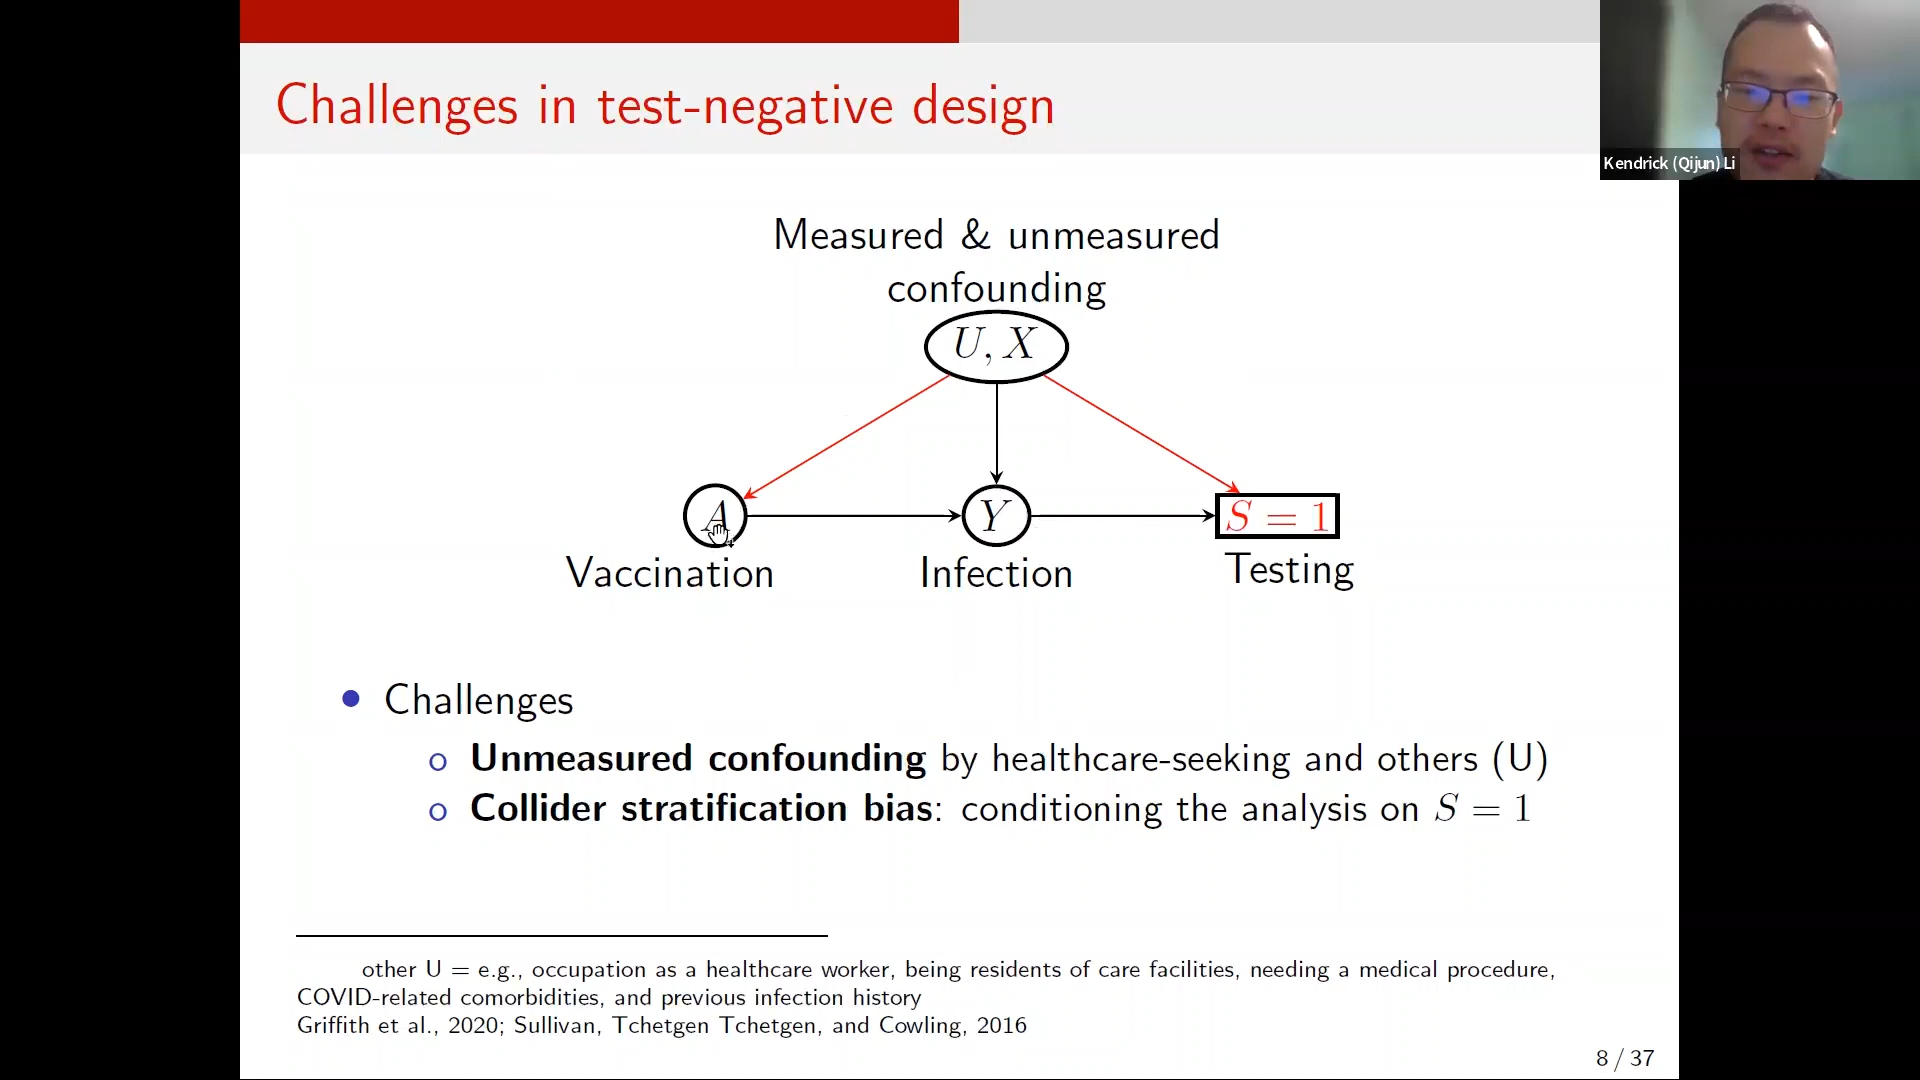 Challenges in test-negative design
Kendrick (Qijun) Li
Measured & unmeasured
confounding
U, X
A
Y
S = 1
Vaccination
Infection
Testing
• Challenges
o Unmeasured confounding by healthcare-seeking and others (U)
o Collider stratification bias: conditioning the analysis on S = 1
other U = e.g., occupation as a healthcare worker, being residents of care facilities, needing a medical procedure,
COVID-related comorbidities, and previous infection history
Griffith et al., 2020; Sullivan, Tchetgen Tchetgen, and Cowling, 2016
8 / 37